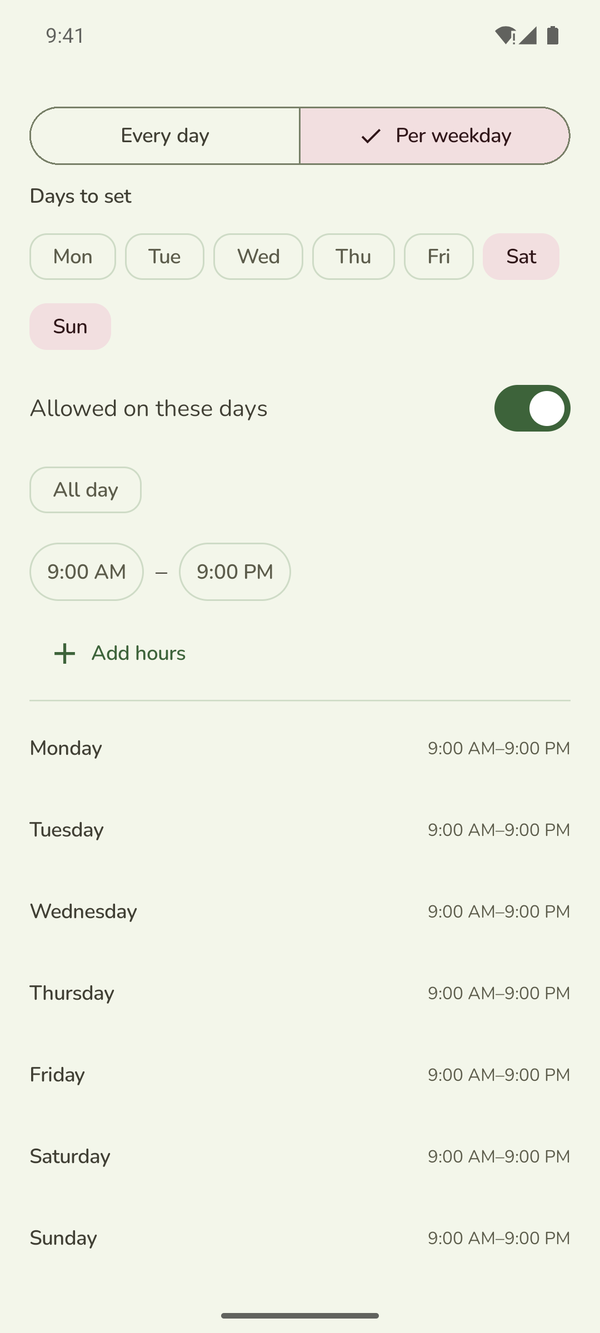 9:41
Every day Per weekday
Days to set
Mon Tue Wed Thu Fri Sat
Sun
Allowed on these days
All day
9:00 AM – 9:00 PM
Add hours
Monday 9:00 AM–9:00 PM
Tuesday 9:00 AM–9:00 PM
Wednesday 9:00 AM–9:00 PM
Thursday 9:00 AM–9:00 PM
Friday 9:00 AM–9:00 PM
Saturday 9:00 AM–9:00 PM
Sunday 9:00 AM–9:00 PM